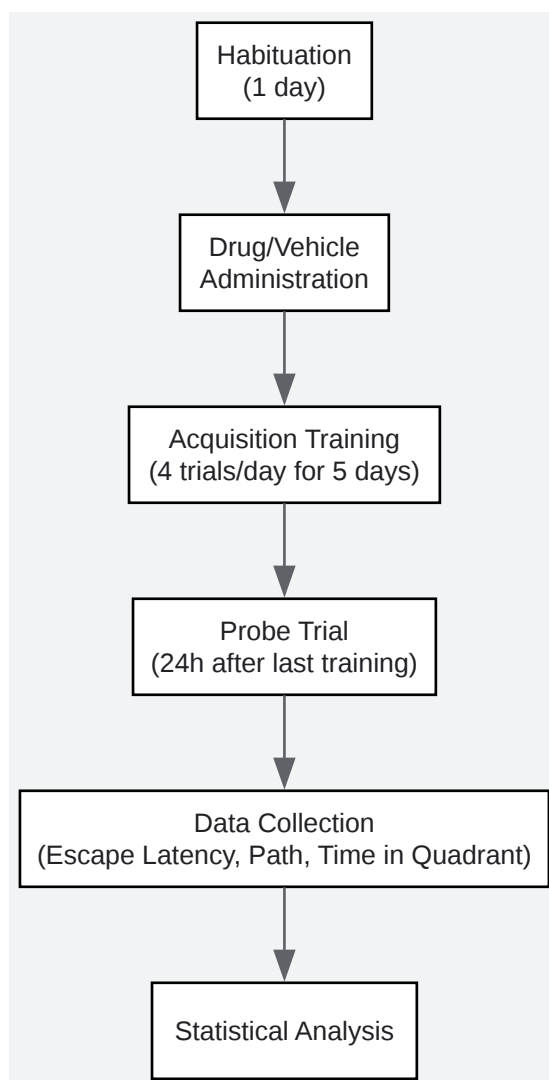 Habituation
(1 day)
Drug/Vehicle
Administration
Acquisition Training
(4 trials/day for 5 days)
Probe Trial
(24h after last training)
Data Collection
(Escape Latency, Path, Time in Quadrant)
Statistical Analysis